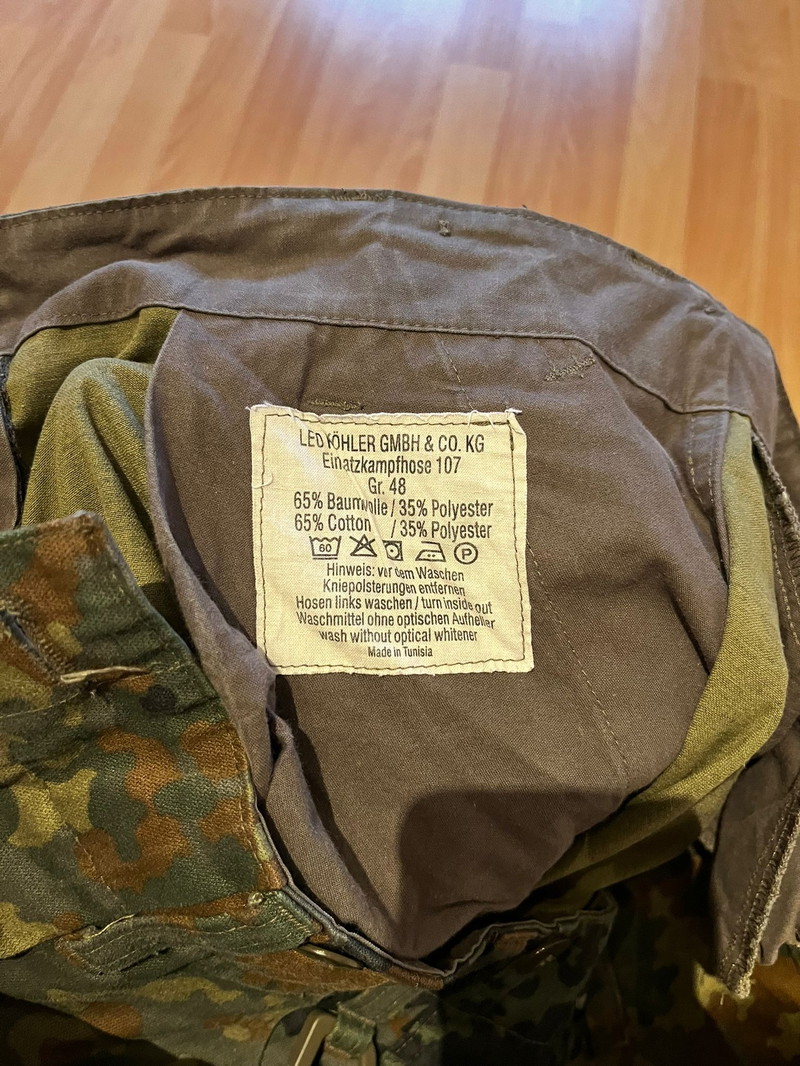 LEO KÖHLER GMBH & CO. KG
Einatzkampfhose 107
Gr. 48
65% Baumwolle / 35% Polyester
65% Cotton / 35% Polyester
60 P
Hinweis: vor dem Waschen
Kniepolsterungen entfernen
Hosen links waschen / turn inside out
Waschmittel ohne optischen Aufheller
wash without optical whitener
Made in Tunisia